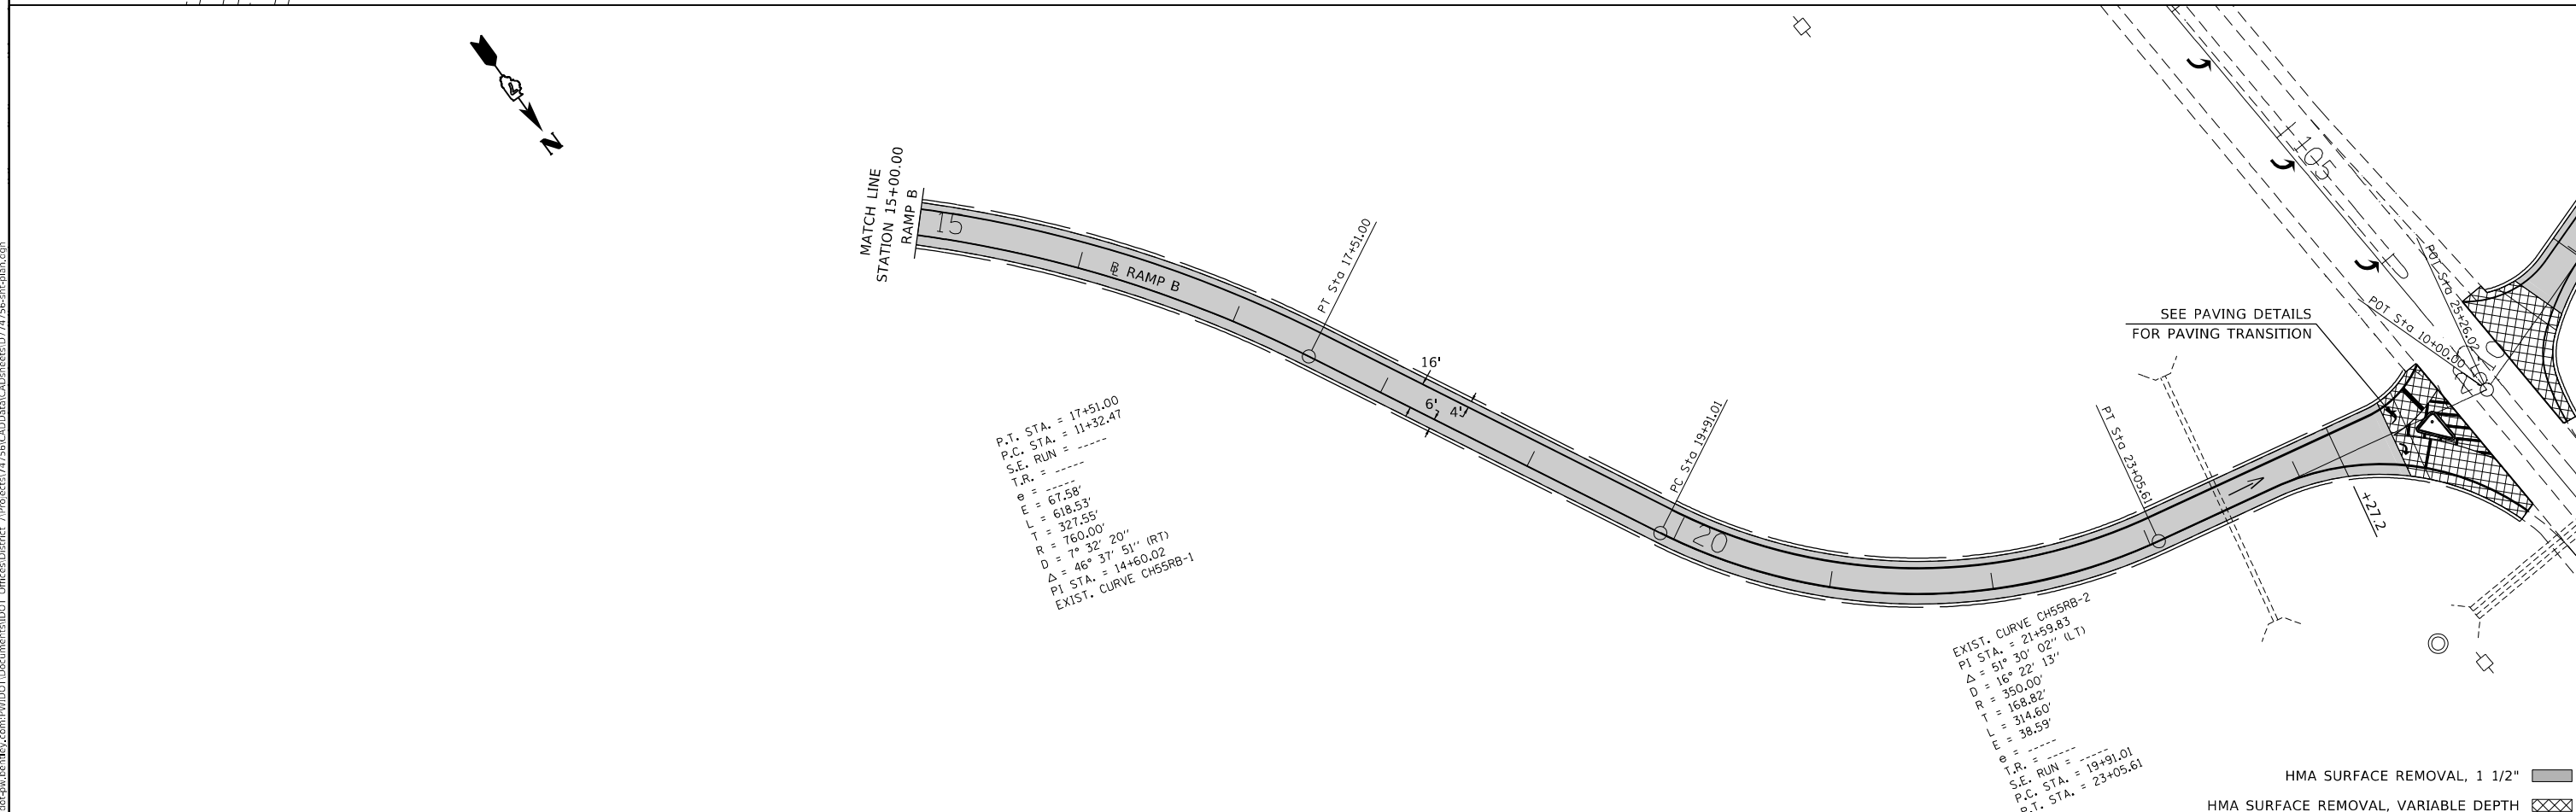 N
MATCH LINE
STATION 15+00.00
RAMP B
15
℄ RAMP B
PT Sta 17+51.00
16'
6'
4'
PC Sta 19+91.01
20
PT Sta 23+05.61
+27.2
SEE PAVING DETAILS
FOR PAVING TRANSITION
105
POT Sta 25+26.02
POT Sta 10+00.00
P.T. STA. = 17+51.00
P.C. STA. = 11+32.47
S.E. RUN = -----
T.R. = -----
e = -----
E = 67.58'
L = 618.53'
T = 327.55'
R = 760.00'
D = 7° 32' 20''
Δ = 46° 37' 51'' (RT)
PI STA. = 14+60.02
EXIST. CURVE CH55RB-1
EXIST. CURVE CH55RB-2
PI STA. = 21+59.83
Δ = 51° 30' 02'' (LT)
D = 16° 22' 13''
R = 350.00'
T = 168.82'
L = 314.60'
E = 38.59'
e = -----
T.R. = -----
S.E. RUN = -----
P.C. STA. = 19+91.01
P.T. STA. = 23+05.61
HMA SURFACE REMOVAL, 1 1/2"
HMA SURFACE REMOVAL, VARIABLE DEPTH